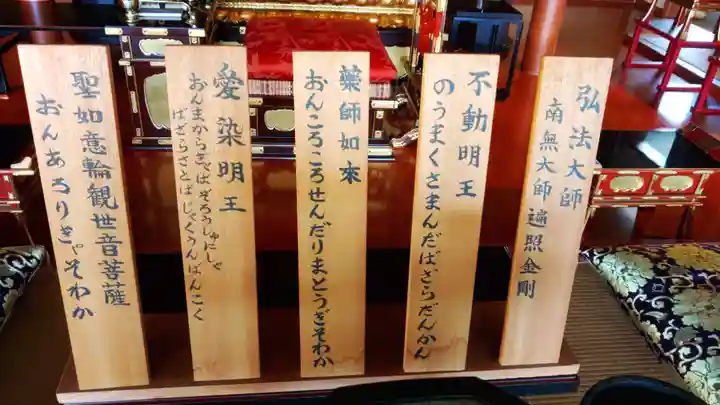 弘法大師
南無大師遍照金剛
不動明王
のうまくさまんだばざらだんかん
薬師如来
おんころころせんだりまとうぎそわか
愛染明王
おんまからぎゃばぞろうしゅにしゃ
ばざらさとばじゃくうんばんこく
聖如意輪観世音菩薩
おんあろりきゃそわか